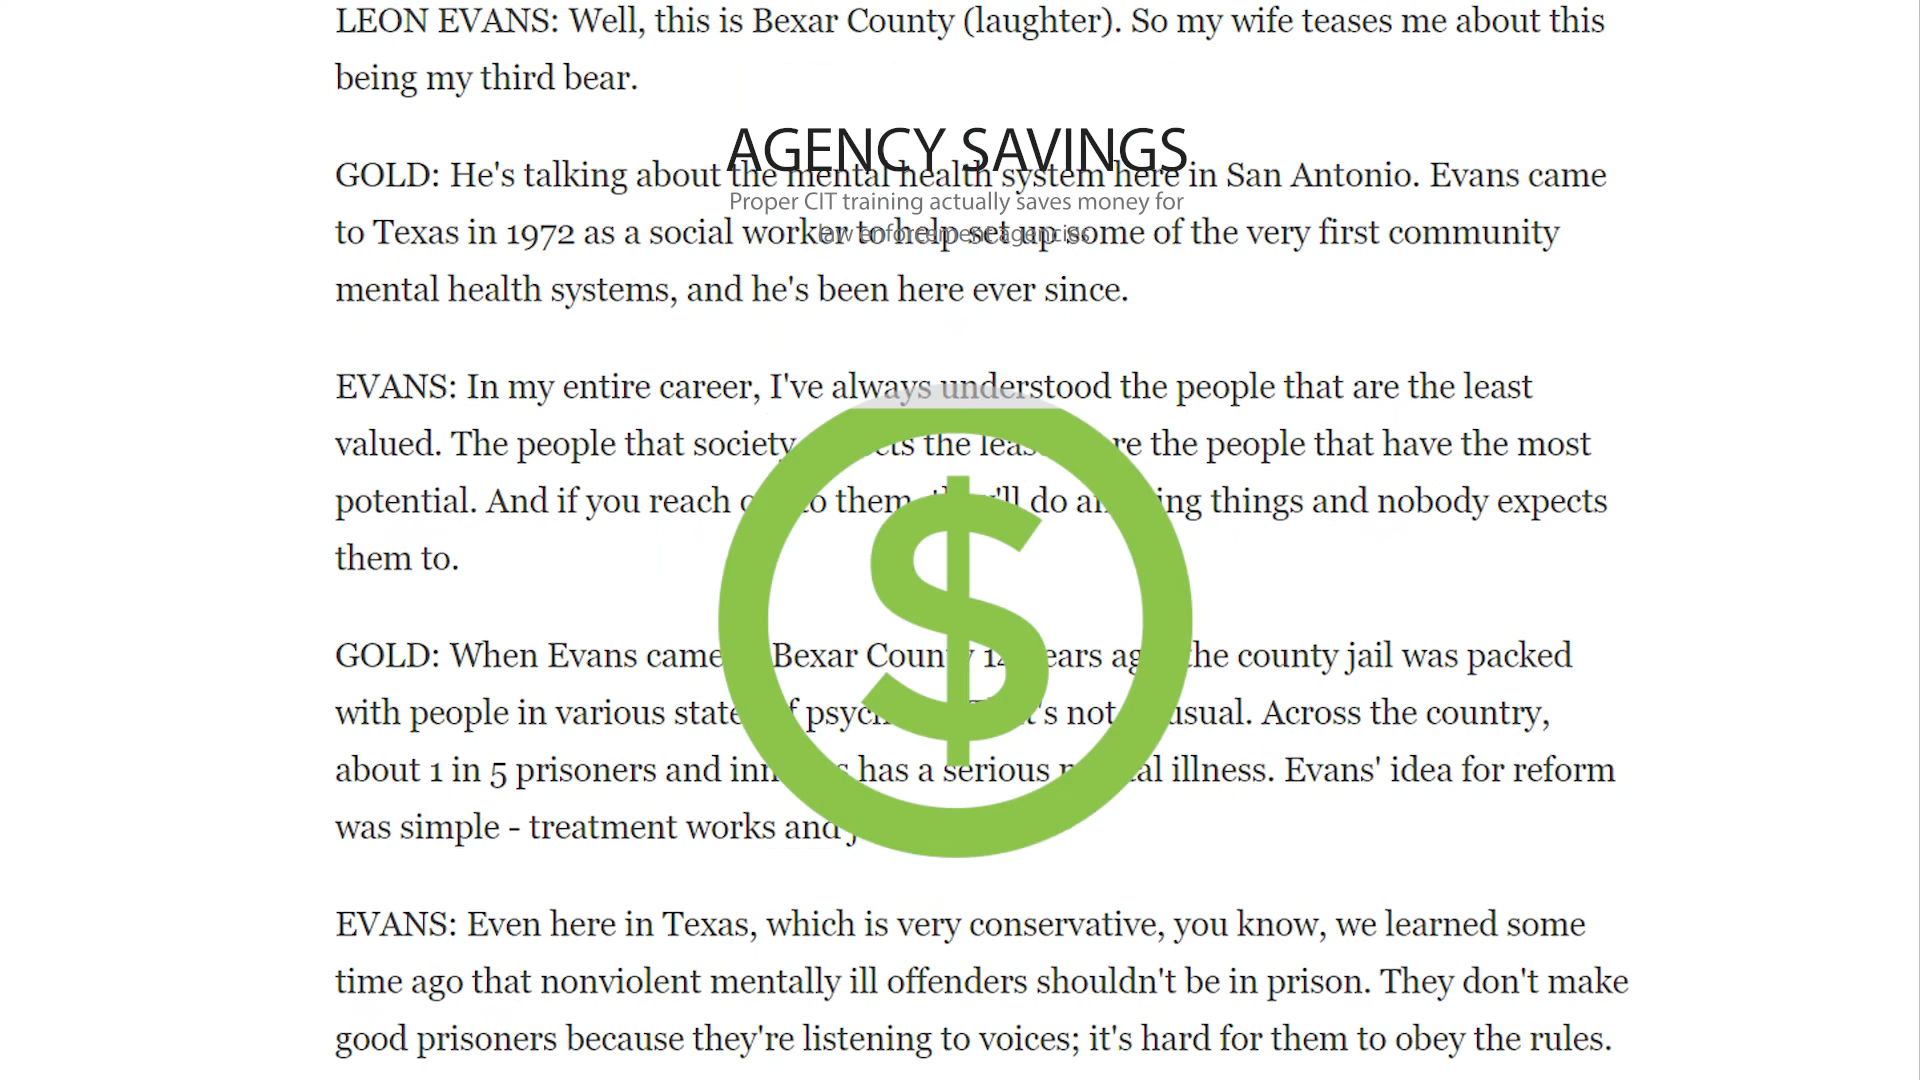 LEON EVANS: Well, this is Bexar County (laughter). So my wife teases me about this
being my third bear.
AGENCY SAVINGS
GOLD: He's talking about the mental health system here in San Antonio. Evans came
Proper CIT training actually saves money for
to Texas in 1972 as a social worker to help set up some of the very first community
law enforcement agencies
mental health systems, and he's been here ever since.
EVANS: In my entire career, I've always understood the people that are the least
valued. The people that society the the people that have the most
potential. And if you reach to them, do things and nobody expects
them to.
GOLD: When Evans came Bexar County the county jail was packed
with people in various not Across the country,
about 1 in 5 prisoners and has a serious illness. Evans' idea for reform
was simple - treatment works and
$
EVANS: Even here in Texas, which is very conservative, you know, we learned some
time ago that nonviolent mentally ill offenders shouldn't be in prison. They don't make
good prisoners because they're listening to voices; it's hard for them to obey the rules.